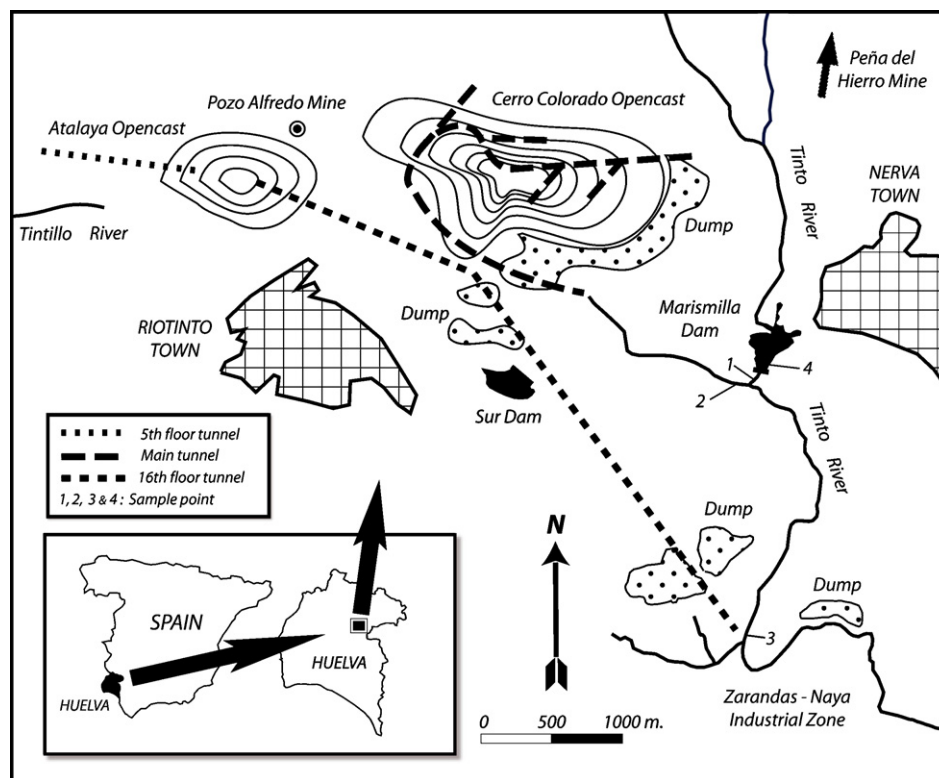 Peña del
Hierro Mine
Pozo Alfredo Mine
Cerro Colorado Opencast
Atalaya Opencast
Tinto
River
NERVA
TOWN
Tintillo River
Dump
Marismilla
Dam
Dump
RIOTINTO
TOWN
1
4
2
Sur Dam
Tinto
River
5th floor tunnel
Main tunnel
16th floor tunnel
1, 2, 3 & 4 : Sample point
Dump
N
Dump
SPAIN
3
HUELVA
HUELVA
Zarandas - Naya
Industrial Zone
0 500 1000 m.